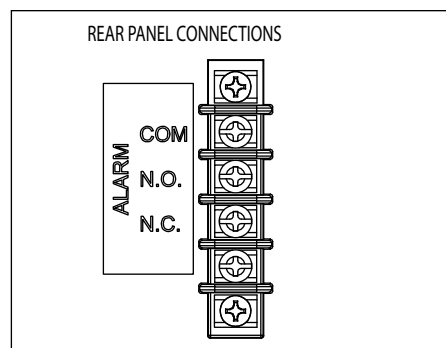 REAR PANEL CONNECTIONS
ALARM
COM
N.O.
N.C.